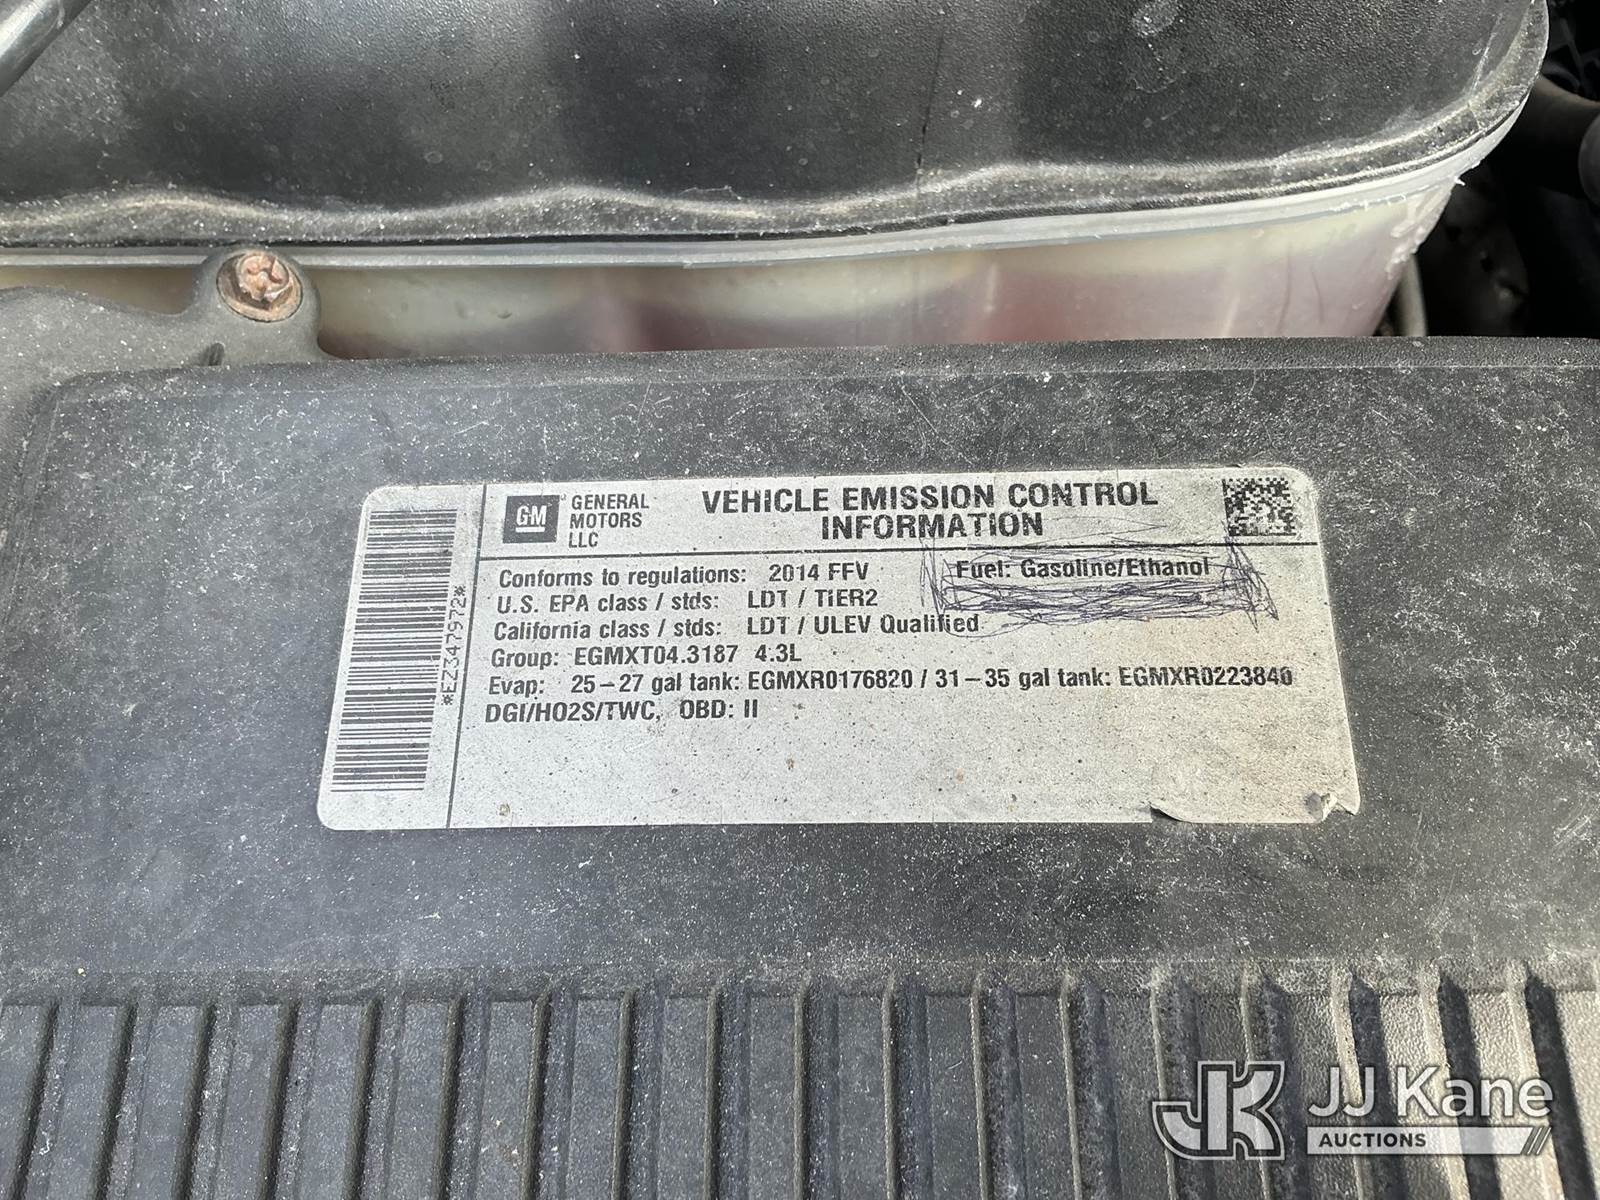 *EZ347972*
GM GENERAL MOTORS LLC
VEHICLE EMISSION CONTROL
INFORMATION
Conforms to regulations: 2014 FFV Fuel: Gasoline/Ethanol
U.S. EPA class / stds: LDT / TIER2
California class / stds: LDT / ULEV Qualified
Group: EGMXT04.3187 4.3L
Evap: 25–27 gal tank: EGMXR0176820 / 31–35 gal tank: EGMXR0223840
DGI/HO2S/TWC, OBD: II
JK JJ Kane
AUCTIONS